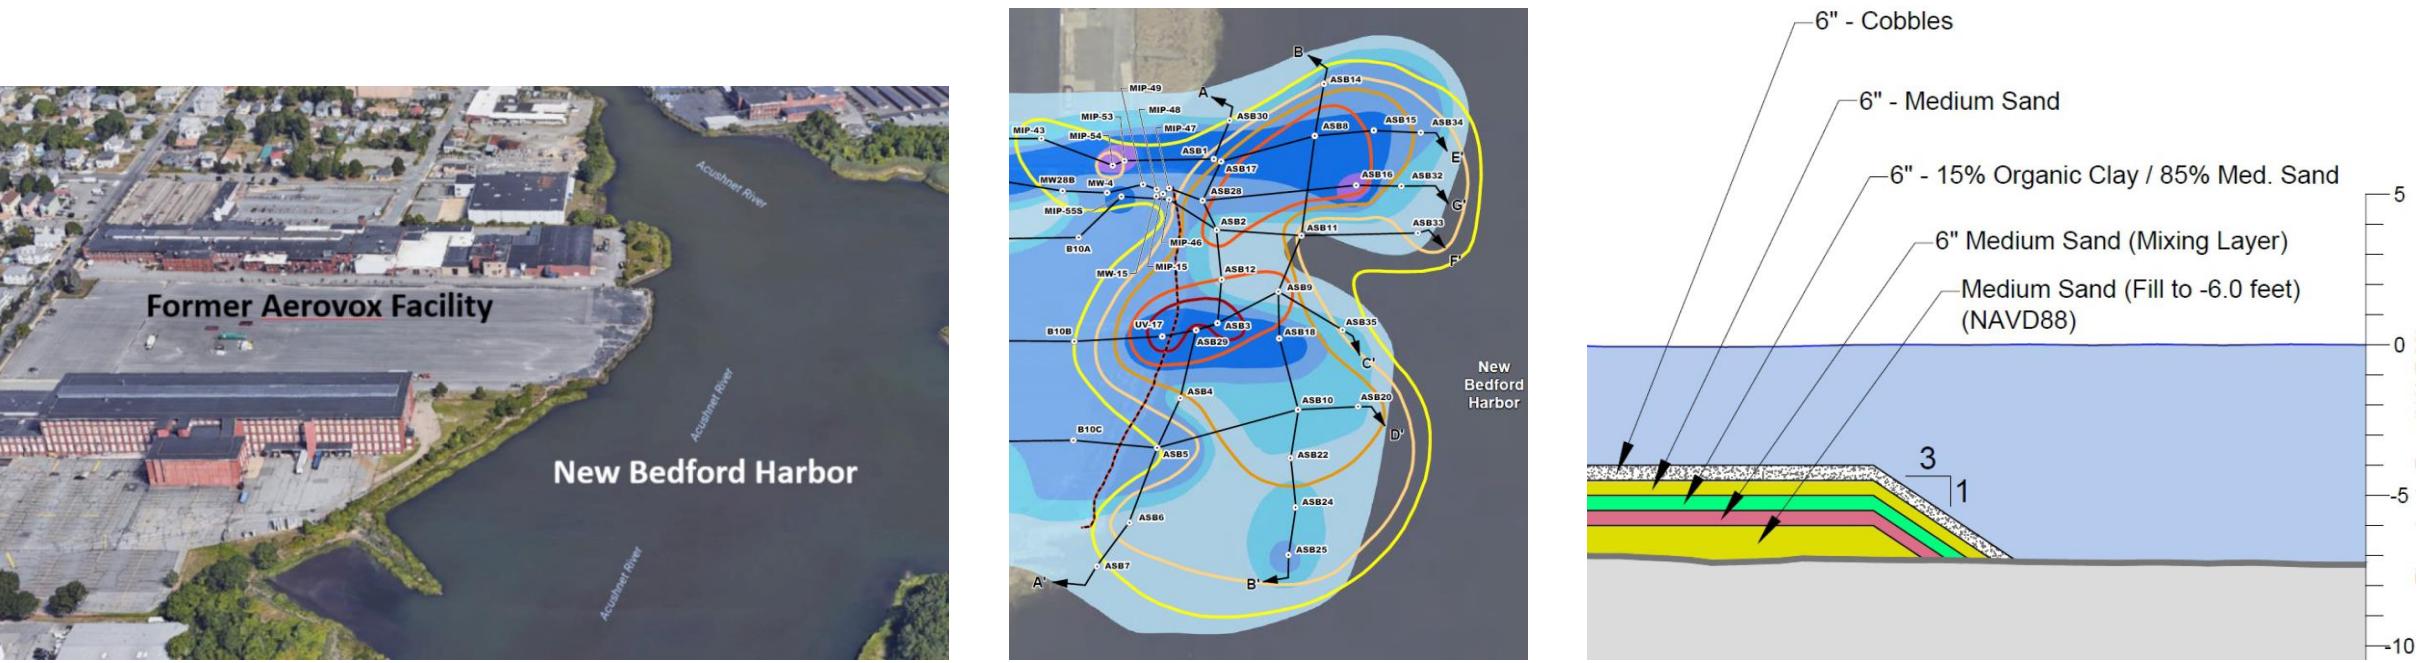 Acushnet River
Former Aerovox Facility
Acushnet River
New Bedford Harbor
Acushnet River
B
ASB14
MIP-49
A
MIP-48
ASB30
MIP-53
MIP-47
ASB8
ASB15
ASB34
MIP-43
MIP-54
ASB1
E'
ASB17
MW28B
MW-4
ASB28
ASB16
ASB32
G'
MIP-55S
ASB2
ASB33
ASB11
B10A
MIP-46
F'
MW-15
MIP-15
ASB12
ASB9
B10B
UV-17
ASB3
ASB29
ASB18
ASB35
C'
New
Bedford
Harbor
ASB4
ASB10
ASB20
D'
B10C
ASB5
ASB22
ASB24
ASB6
ASB25
ASB7
A'
B'
6" - Cobbles
6" - Medium Sand
6" - 15% Organic Clay / 85% Med. Sand
6" Medium Sand (Mixing Layer)
Medium Sand (Fill to -6.0 feet)
(NAVD88)
5
0
3
1
-5
-10